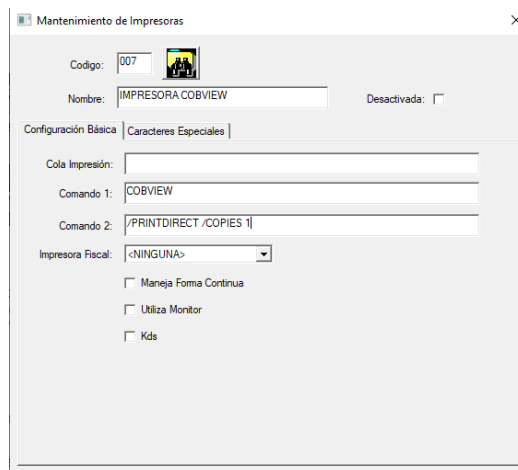 Mantenimiento de Impresoras
Codigo: 007
Nombre: IMPRESORA COBVIEW Desactivada:
Configuración Básica Caracteres Especiales
Cola Impresión:
Comando 1: COBVIEW
Comando 2: /PRINTDIRECT /COPIES 1
Impresora Fiscal: <NINGUNA>
Maneja Forma Continua
Utiliza Monitor
Kds